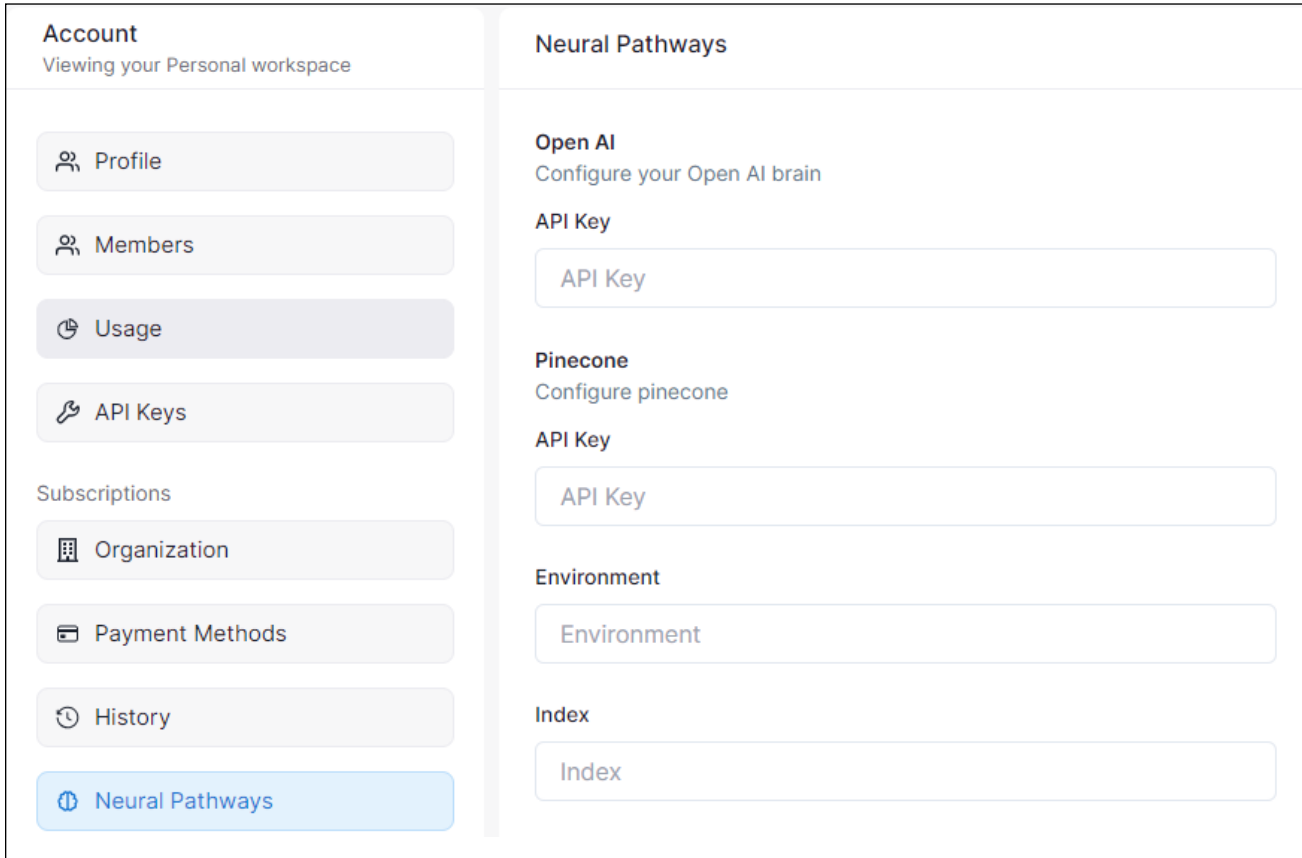 Account
Viewing your Personal workspace
Profile
Members
Usage
API Keys
Subscriptions
Organization
Payment Methods
History
Neural Pathways
Neural Pathways
Open AI
Configure your Open AI brain
API Key
API Key
Pinecone
Configure pinecone
API Key
API Key
Environment
Environment
Index
Index